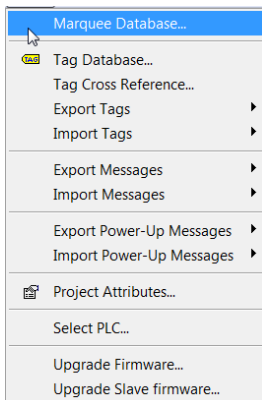 Marquee Database...
TAG Tag Database...
Tag Cross Reference...
Export Tags
Import Tags
Export Messages
Import Messages
Export Power-Up Messages
Import Power-Up Messages
Project Attributes...
Select PLC...
Upgrade Firmware...
Upgrade Slave firmware...